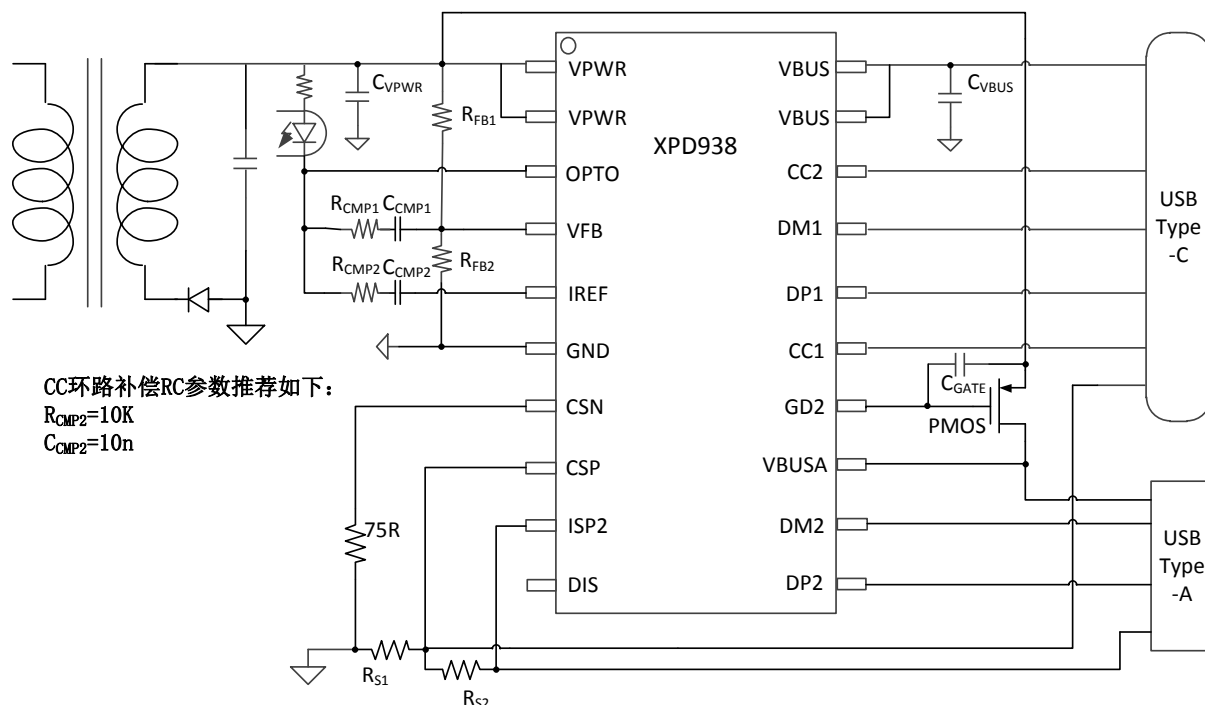 XPD938
VPWR
VPWR
OPTO
VFB
IREF
GND
CSN
CSP
ISP2
DIS
VBUS
VBUS
CC2
DM1
DP1
CC1
GD2
VBUSA
DM2
DP2
CVPWR
RFB1
RCMP1 CCMP1
RFB2
RCMP2 CCMP2
CVBUS
USB
Type
-C
CGATE
PMOS
USB
Type
-A
CC环路补偿RC参数推荐如下：
RCMP2=10K
CCMP2=10n
75R
RS1
RS2